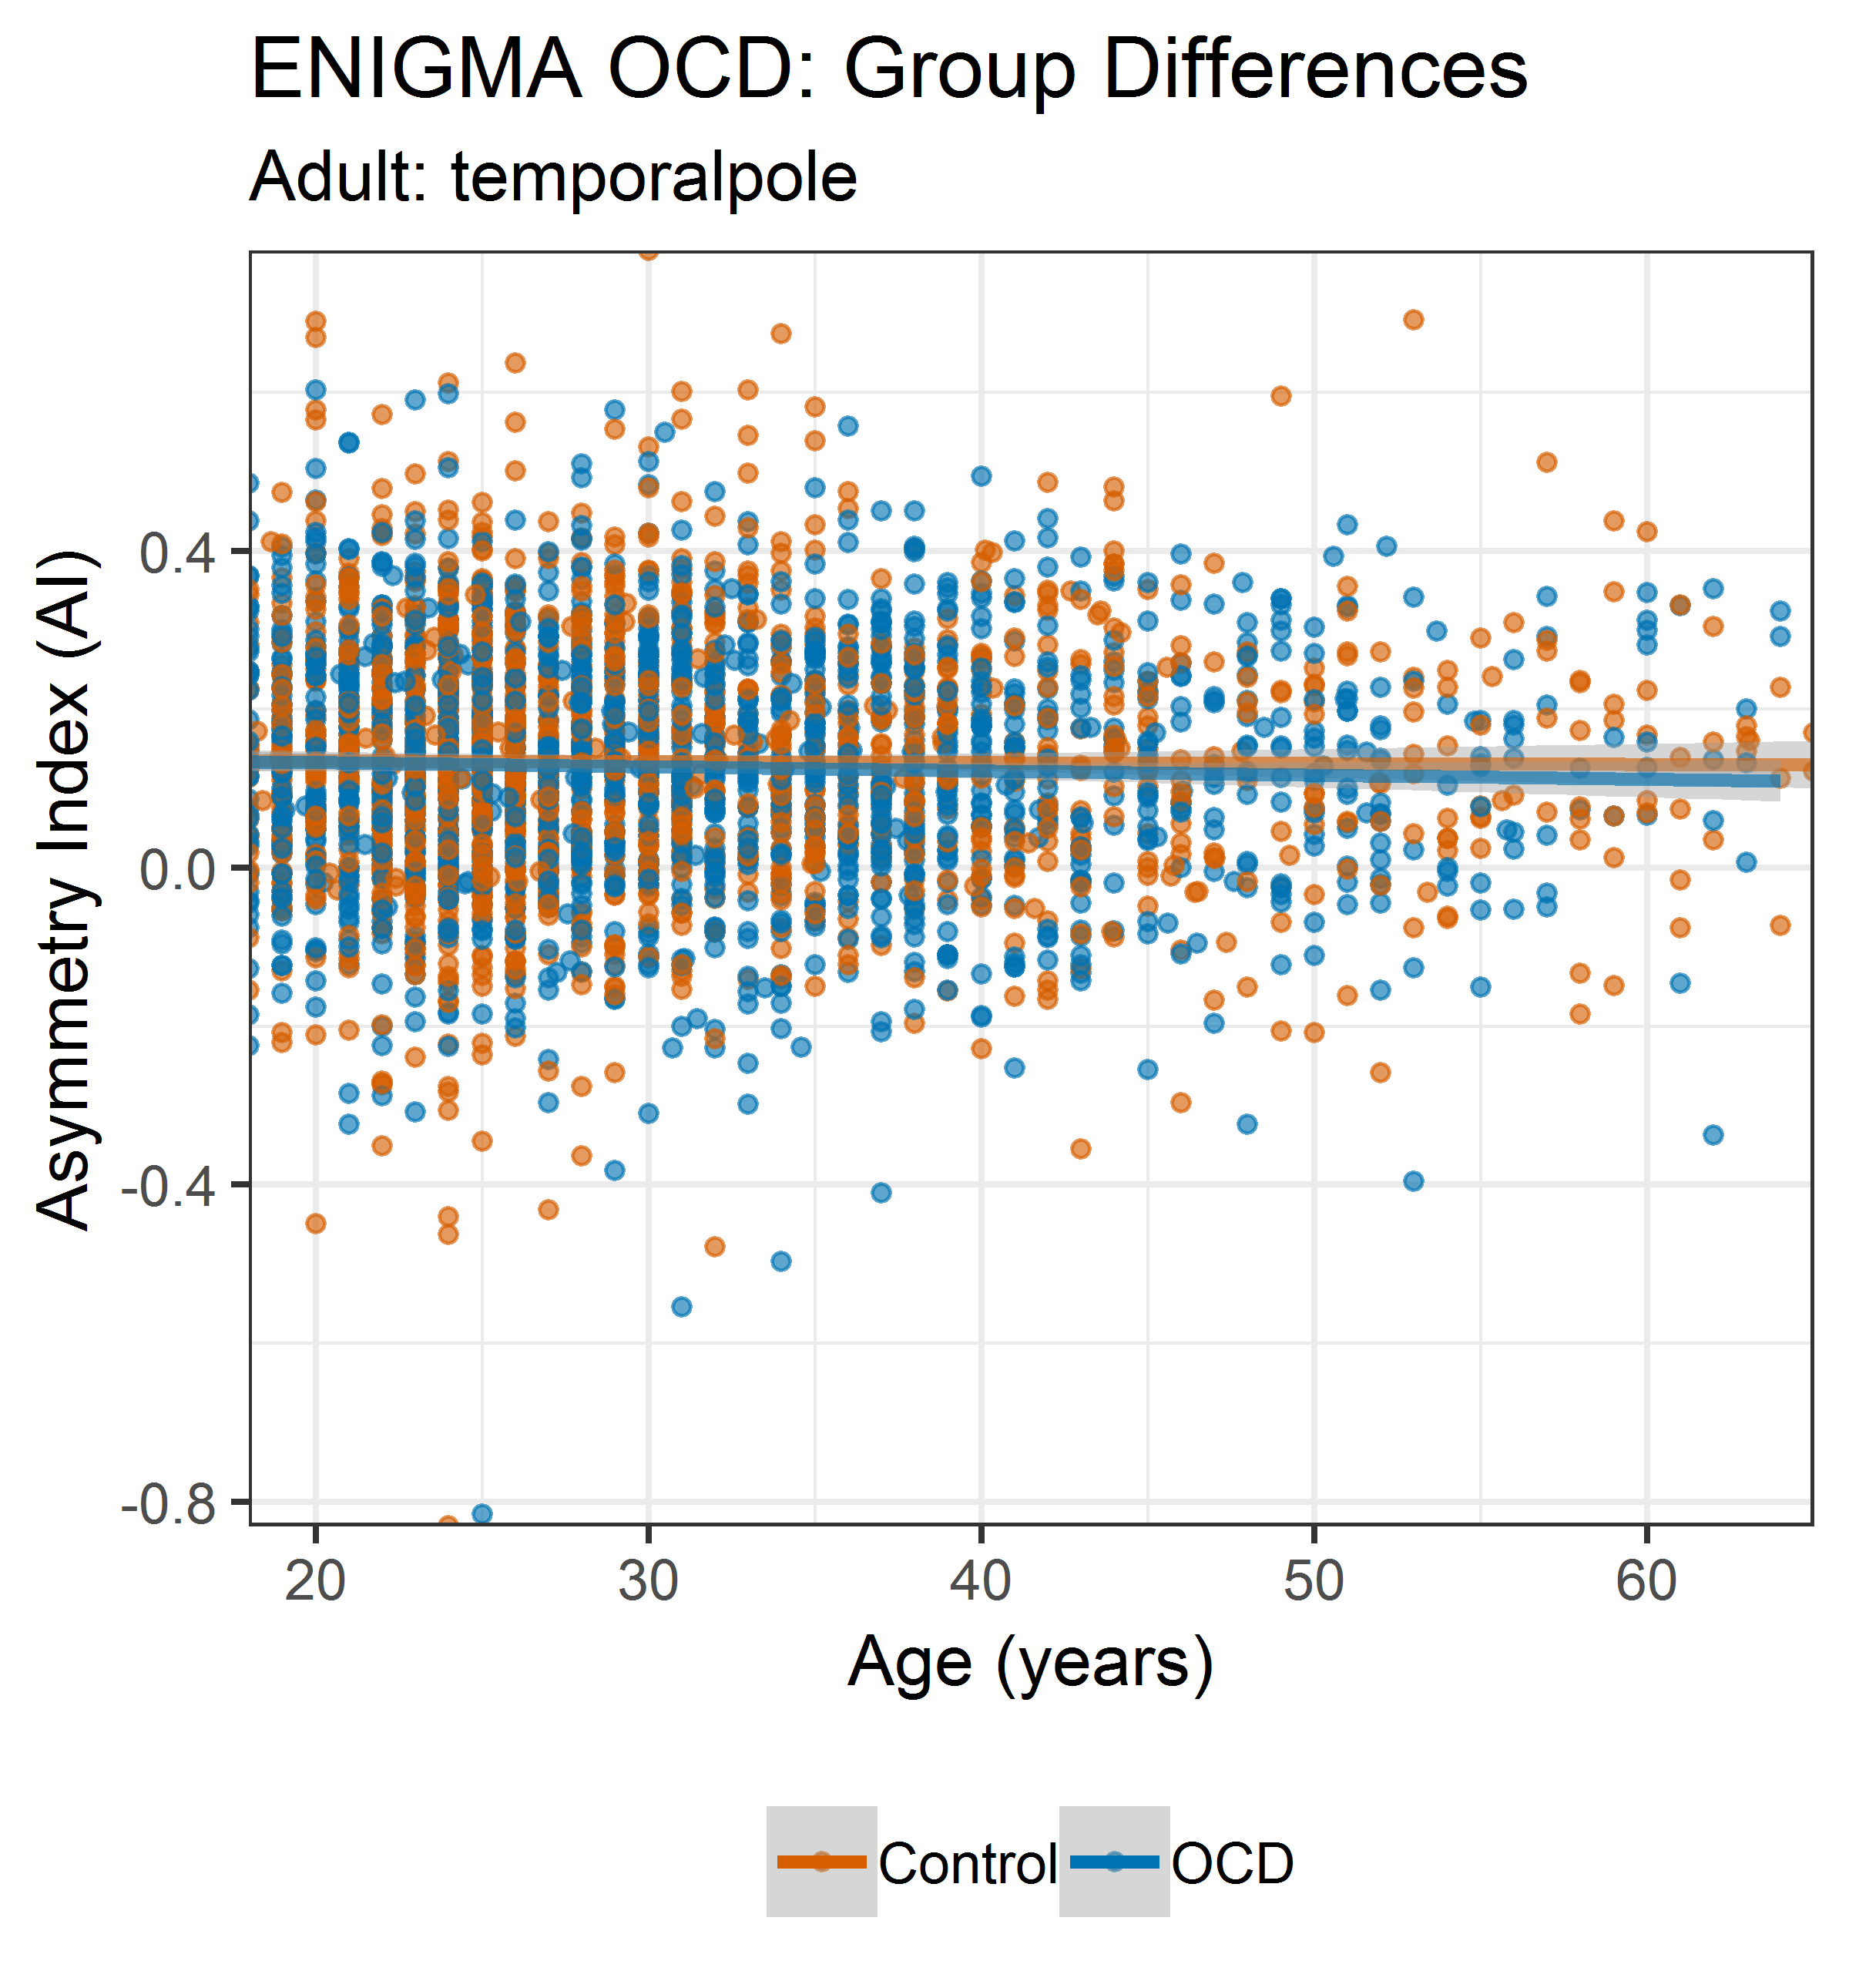 ENIGMA OCD: Group Differences
Adult: temporalpole
Asymmetry Index (AI)
0.4
0.0
-0.4
-0.8
20 30 40 50 60
Age (years)
Control OCD